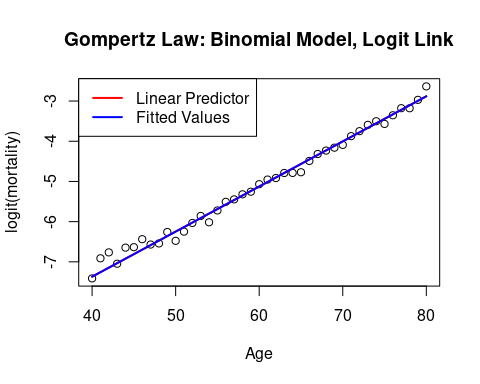 Gompertz Law: Binomial Model, Logit Link
Linear Predictor
Fitted Values
logit(mortality)
-3
-4
-5
-6
-7
40 50 60 70 80
Age